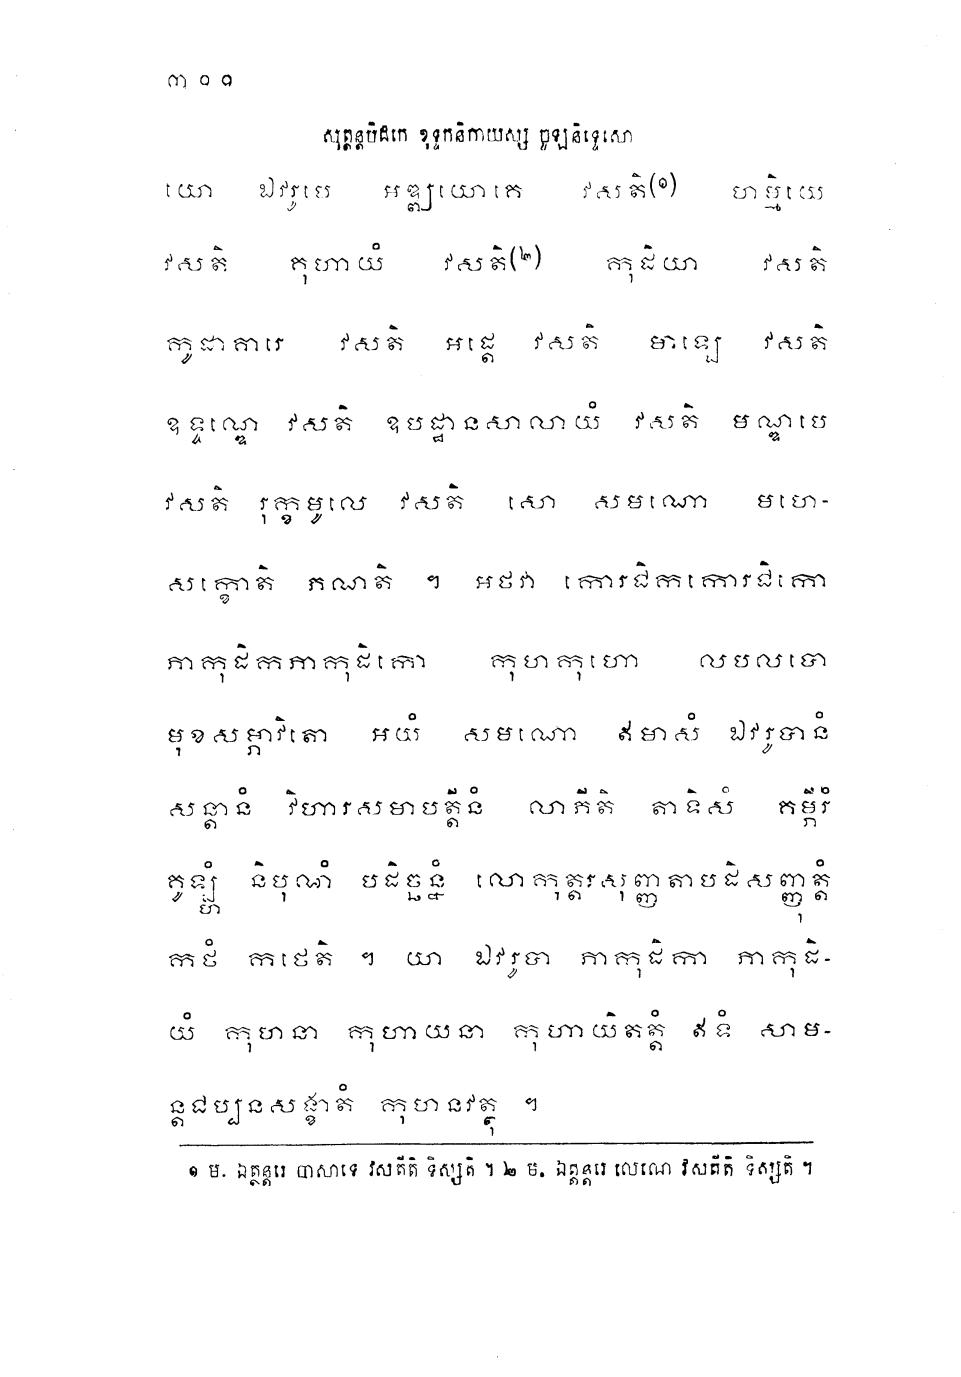 ៣០១
សុត្តន្តបិដកេ ខុទ្ទកនិកាយស្ស ចូឡនិទ្ទេសោ
យោ ឯវរូបេ អឌ្ឍយោគេ វសតិ(១) ហម្មិយេ
វសតិ គុហាយំ វសតិ(២) កុដិយា វសតិ
កូដាគារេ វសតិ អដ្តេ វសតិ មាឡេ វសតិ
ឧទ្ទណ្ឌេ វសតិ ឧបដ្ឋានសាលាយំ វសតិ មណ្ឌបេ
វសតិ រុក្ខមូលេ វសតិ សោ សមណោ មហេ-
សក្ខោតិ ភណតិ ។ អថវា កោរជិកកោរជិកោ
ភាកុដិកភាកុដិកោ កុហកុហោ លបលបោ
មុខសម្ភាវិតោ អយំ សមណោ ឥមាសំ ឯវរូបានំ
សន្តានំ វិហារសមាបត្តីនំ លាភីតិ តាទិសំ គម្ភីរំ
គូឡ្ហំ និបុណំ បដិច្ឆន្នំ លោកុត្តរសុញ្ញតាបដិសញ្ញុត្តំ
កថំ កថេតិ ។ យា ឯវរូបា ភាកុដិកា ភាកុដិ-
យំ កុហនា កុហាយនា កុហាយិតត្តំ ឥទំ សាម-
ន្តជប្បនសង្ខាតំ កុហនវត្ថុ ។
១ ម. ឯត្ថន្តរេ បាសាទេ វសតីតិ ទិស្សតិ ។ ២ ម. ឯត្ថន្តរេ លេណេ វសតីតិ ទិស្សតិ ។